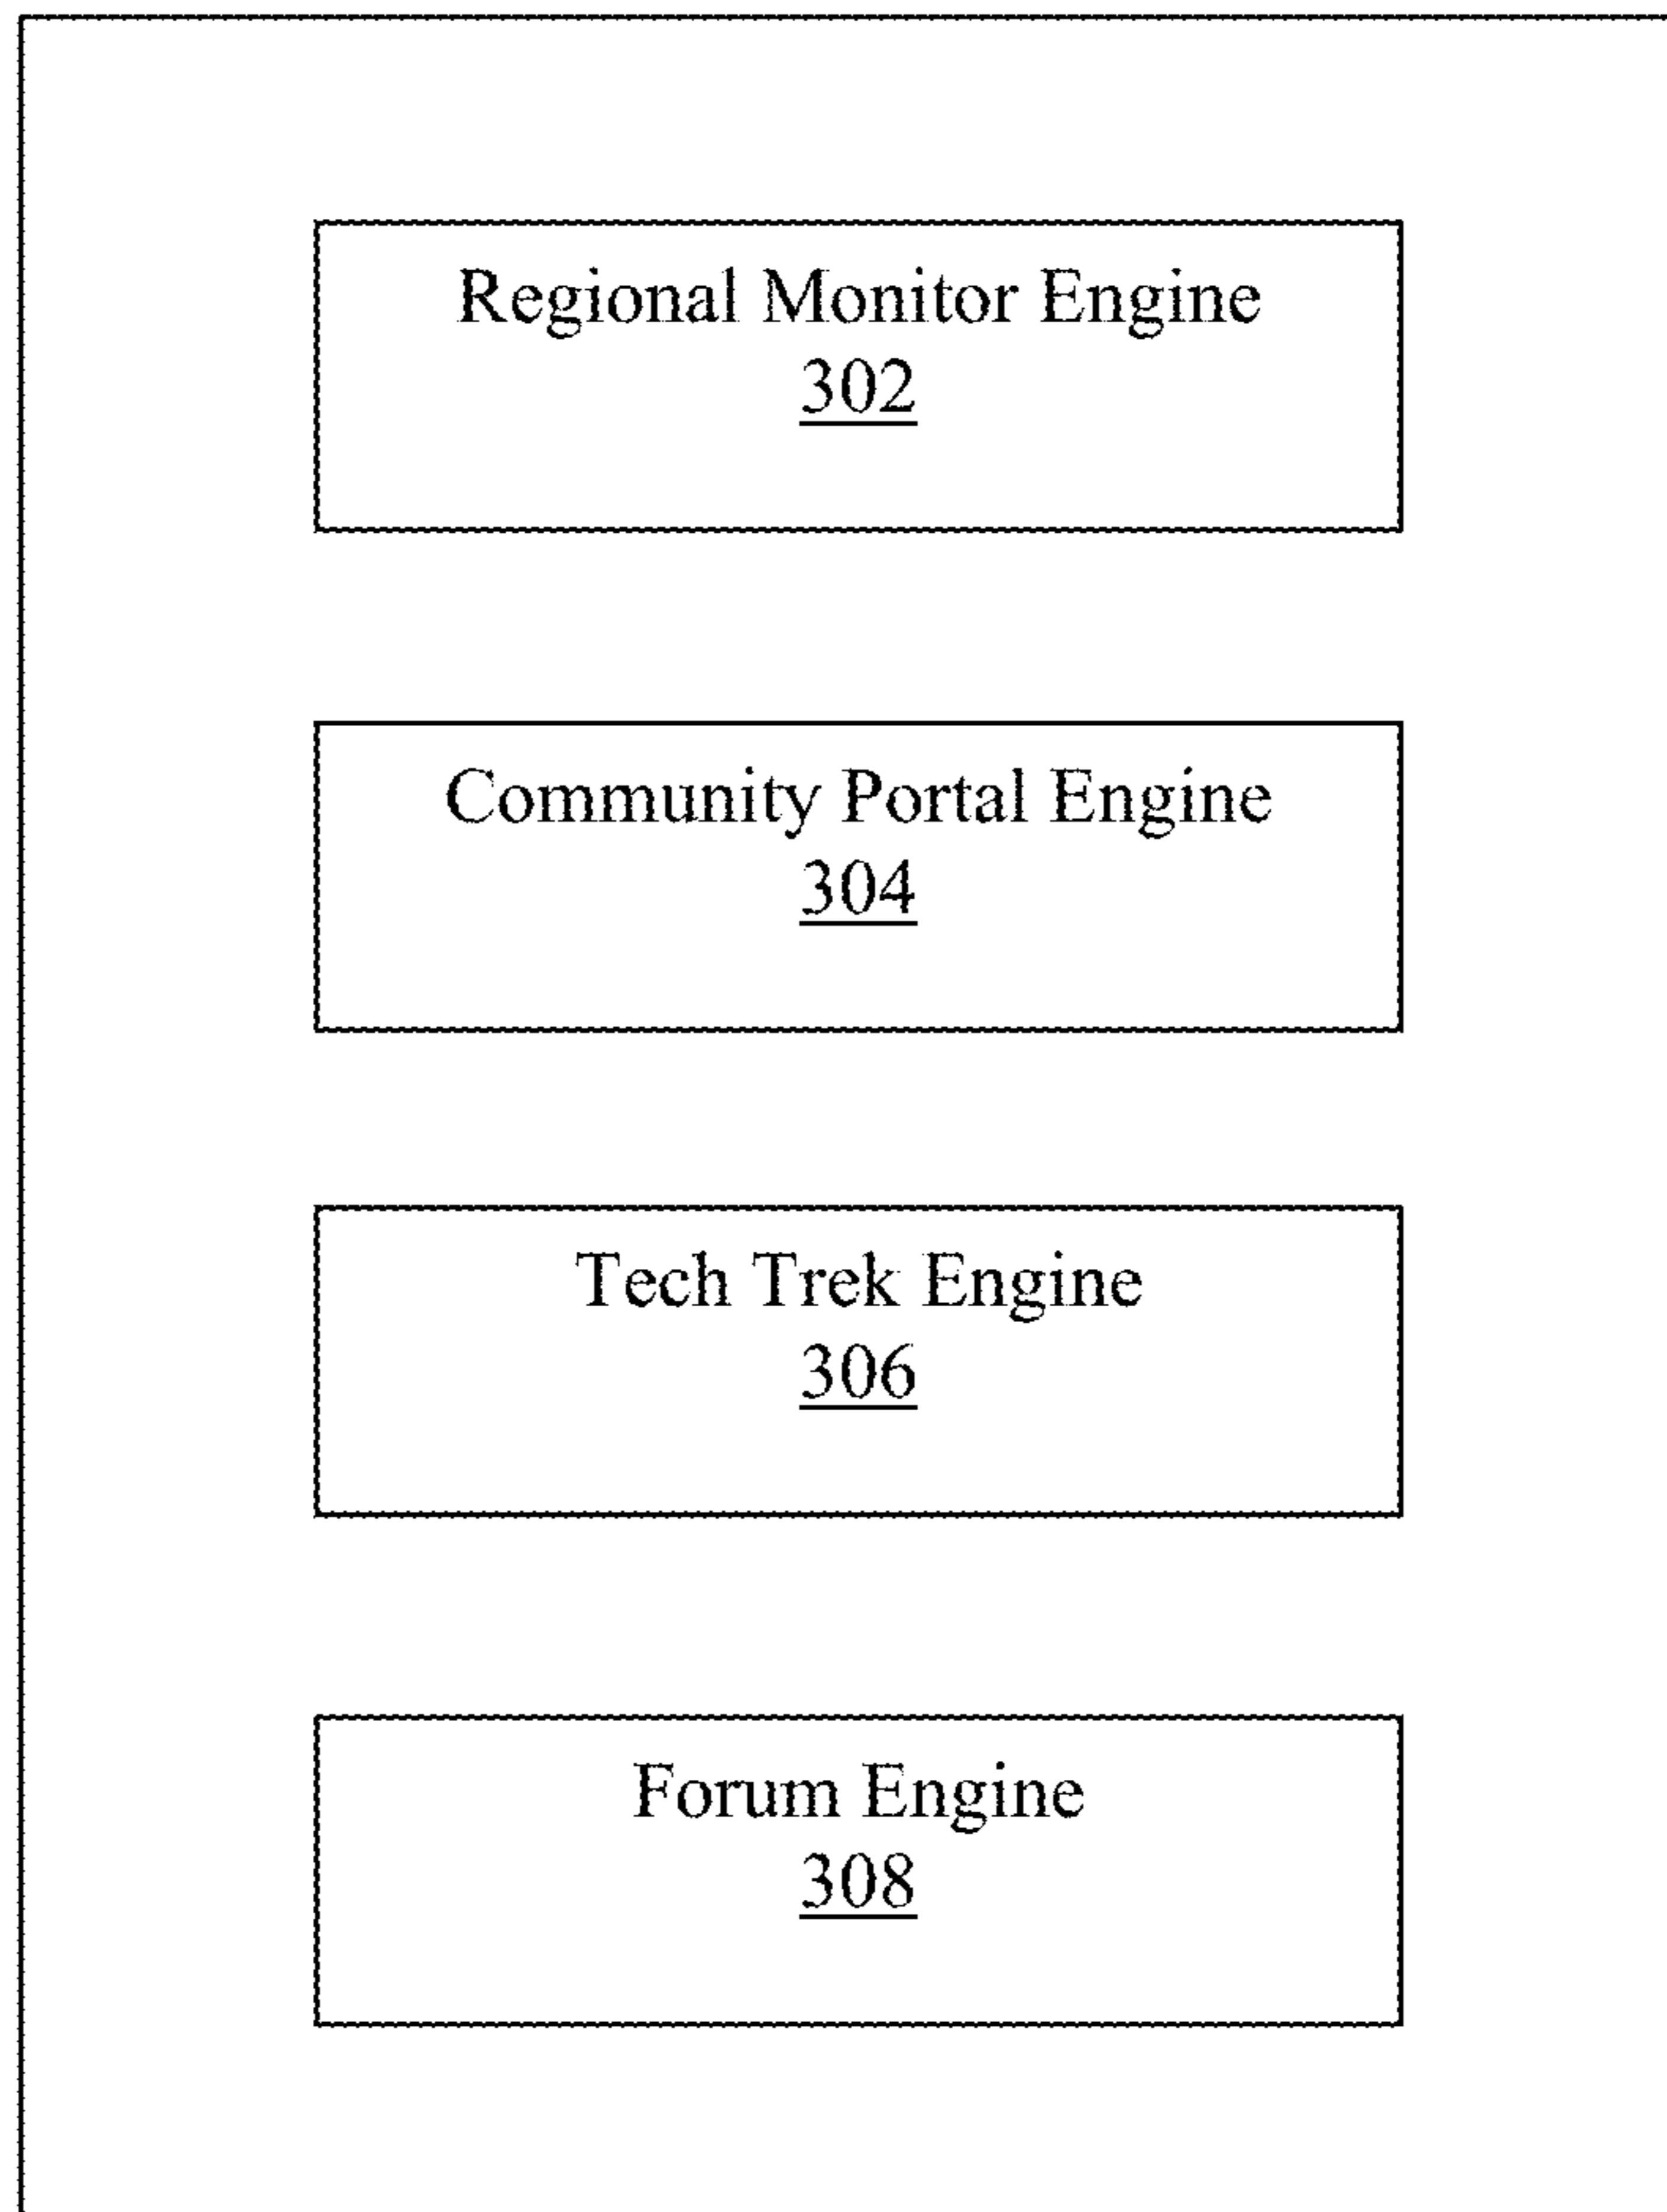 Regional Monitor Engine
302
Community Portal Engine
304
Tech Trek Engine
306
Forum Engine
308